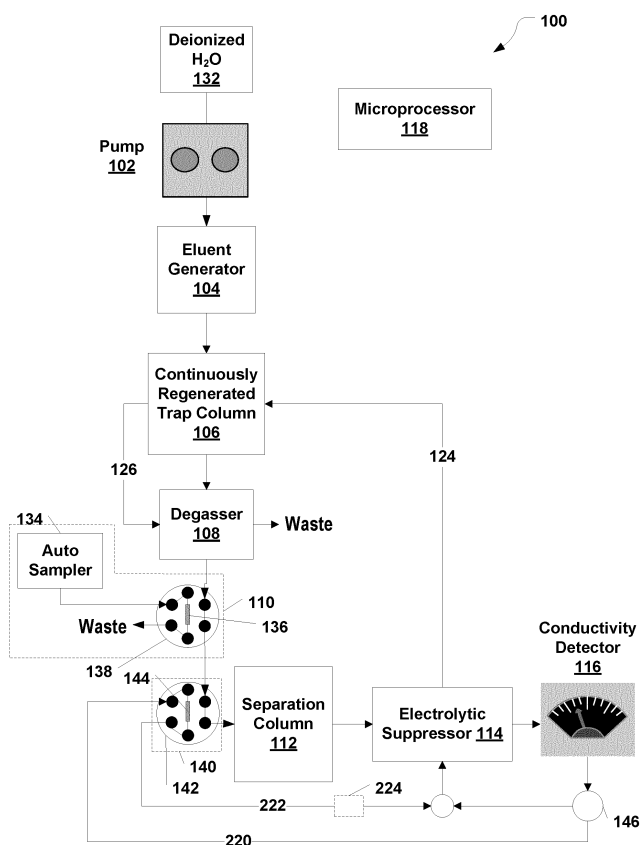 100
Deionized
H₂O
132
Microprocessor
118
Pump
102
Eluent
Generator
104
Continuously
Regenerated
Trap Column
106
126
124
134
Degasser
108
Waste
Auto
Sampler
110
Waste
136
138
144
Conductivity
Detector
116
Separation
Column
112
Electrolytic
Suppressor 114
140
142
224
222
146
220